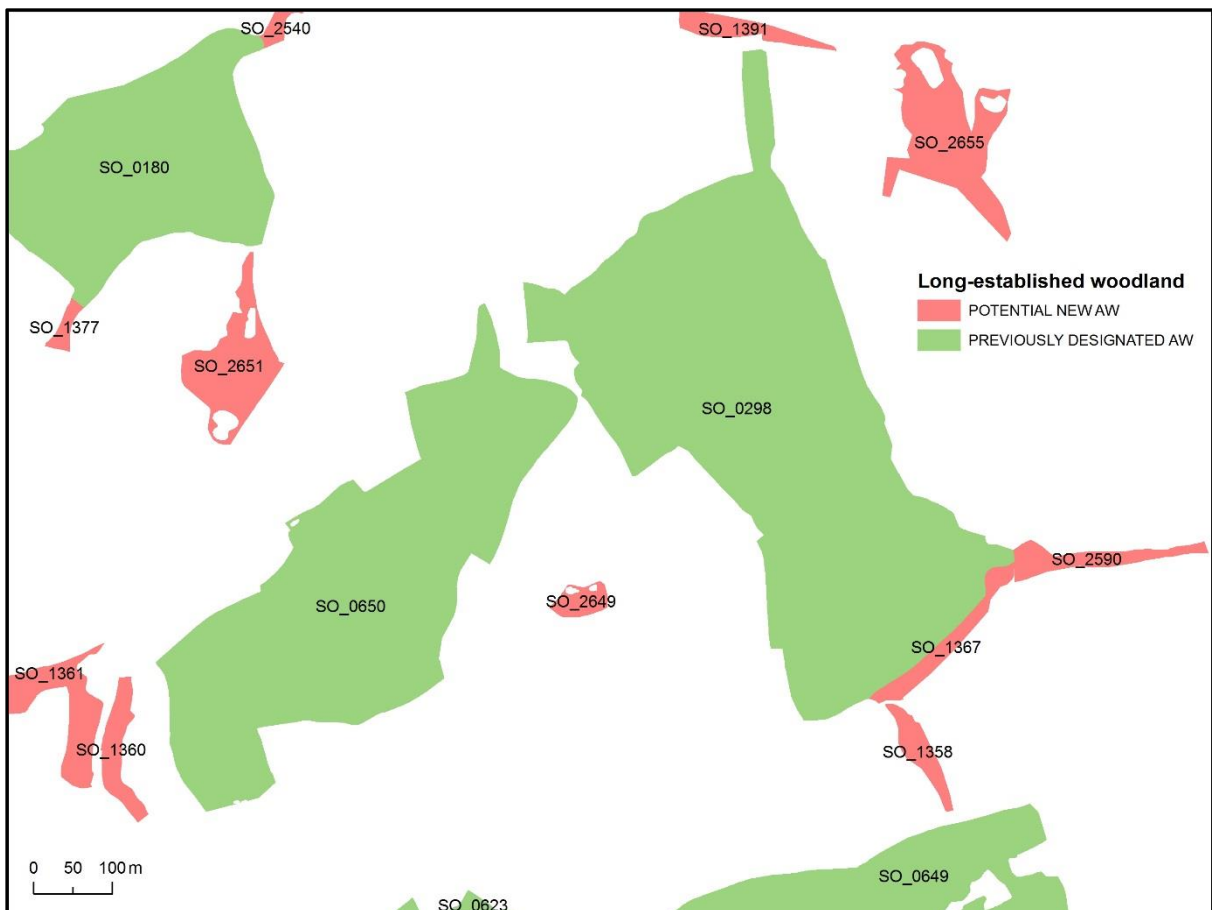 SO_2540
SO_1391
SO_2655
SO_0180
Long-established woodland
POTENTIAL NEW AW
PREVIOUSLY DESIGNATED AW
SO_1377
SO_2651
SO_0298
SO_2590
SO_0650
SO_2649
SO_1367
SO_1361
SO_1360
SO_1358
0 50 100 m
SO_0649
SO_0623